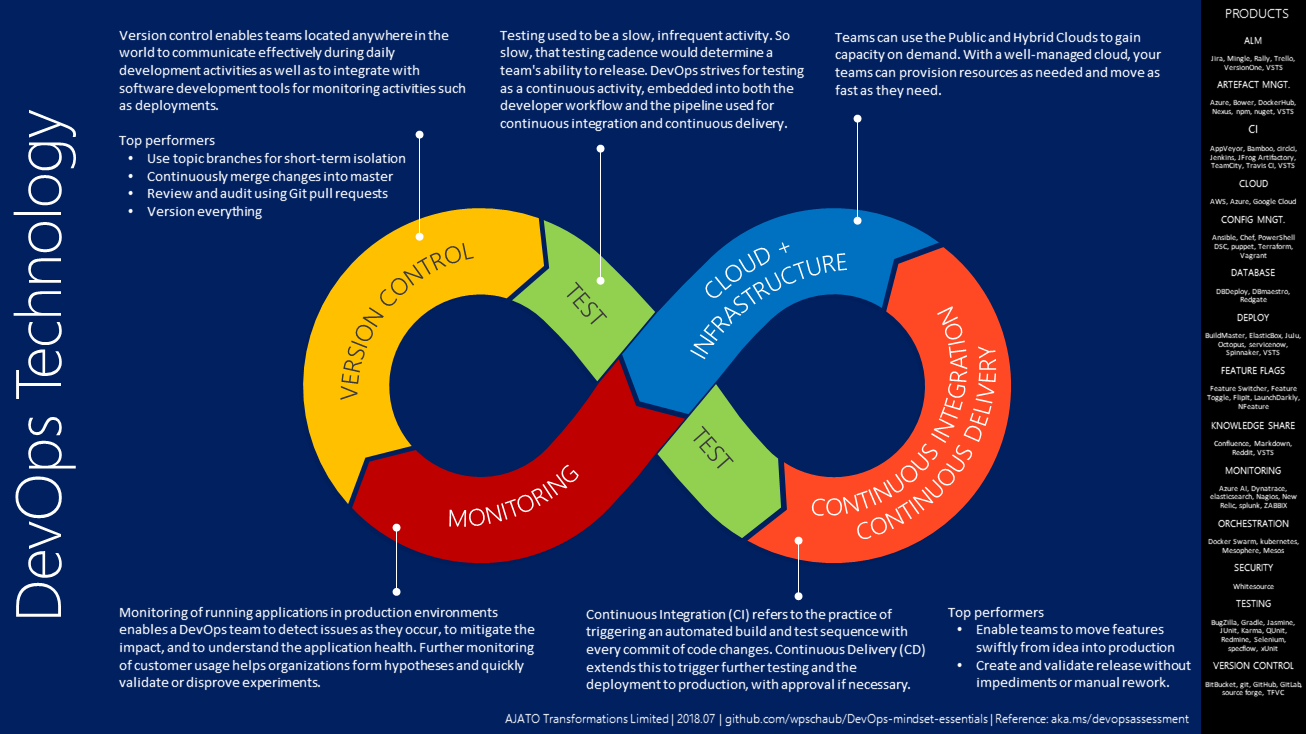 DevOps Technology
Version control enables teams located anywhere in the
world to communicate effectively during daily
development activities as well as to integrate with
software development tools for monitoring activities such
as deployments.
Top performers
• Use topic branches for short-term isolation
• Continuously merge changes into master
• Review and audit using Git pull requests
• Version everything
Testing used to be a slow, infrequent activity. So
slow, that testing cadence would determine a
team's ability to release. DevOps strives for testing
as a continuous activity, embedded into both the
developer workflow and the pipeline used for
continuous integration and continuous delivery.
Teams can use the Public and Hybrid Clouds to gain
capacity on demand. With a well-managed cloud, your
teams can provision resources as needed and move as
fast as they need.
VERSION CONTROL
TEST
CLOUD +
INFRASTRUCTURE
CONTINUOUS INTEGRATION
CONTINUOUS DELIVERY
TEST
MONITORING
Monitoring of running applications in production environments
enables a DevOps team to detect issues as they occur, to mitigate the
impact, and to understand the application health. Further monitoring
of customer usage helps organizations form hypotheses and quickly
validate or disprove experiments.
Continuous Integration (CI) refers to the practice of
triggering an automated build and test sequence with
every commit of code changes. Continuous Delivery (CD)
extends this to trigger further testing and the
deployment to production, with approval if necessary.
Top performers
• Enable teams to move features
swiftly from idea into production
• Create and validate release without
impediments or manual rework.
AJATO Transformations Limited | 2018.07 | github.com/wpschaub/DevOps-mindset-essentials | Reference: aka.ms/devopsassessment
PRODUCTS
ALM
Jira, Mingle, Rally, Trello,
VersionOne, VSTS
ARTEFACT MNGT.
Azure, Bower, DockerHub,
Nexus, npm, nuget, VSTS
CI
AppVeyor, Bamboo, circlci,
Jenkins, JFrog Artifactory,
TeamCity, Travis CI, VSTS
CLOUD
AWS, Azure, Google Cloud
CONFIG MNGT.
Ansible, Chef, PowerShell
DSC, puppet, Terraform,
Vagrant
DATABASE
DBDeploy, DBmaestro,
Redgate
DEPLOY
BuildMaster, ElasticBox, JuJu,
Octopus, servicenow,
Spinnaker, VSTS
FEATURE FLAGS
Feature Switcher, Feature
Toggle, FlipIt, LaunchDarkly,
NFeature
KNOWLEDGE SHARE
Confluence, Markdown,
Reddit, VSTS
MONITORING
Azure AI, Dynatrace,
elasticsearch, Nagios, New
Relic, splunk, ZABBIX
ORCHESTRATION
Docker Swarm, kubernetes,
Mesophere, Mesos
SECURITY
Whitesource
TESTING
BugZilla, Gradle, Jasmine,
JUnit, Karma, QUnit,
Redmine, Selenium,
specflow, xUnit
VERSION CONTROL
BitBucket, git, GitHub, GitLab,
source forge, TFVC